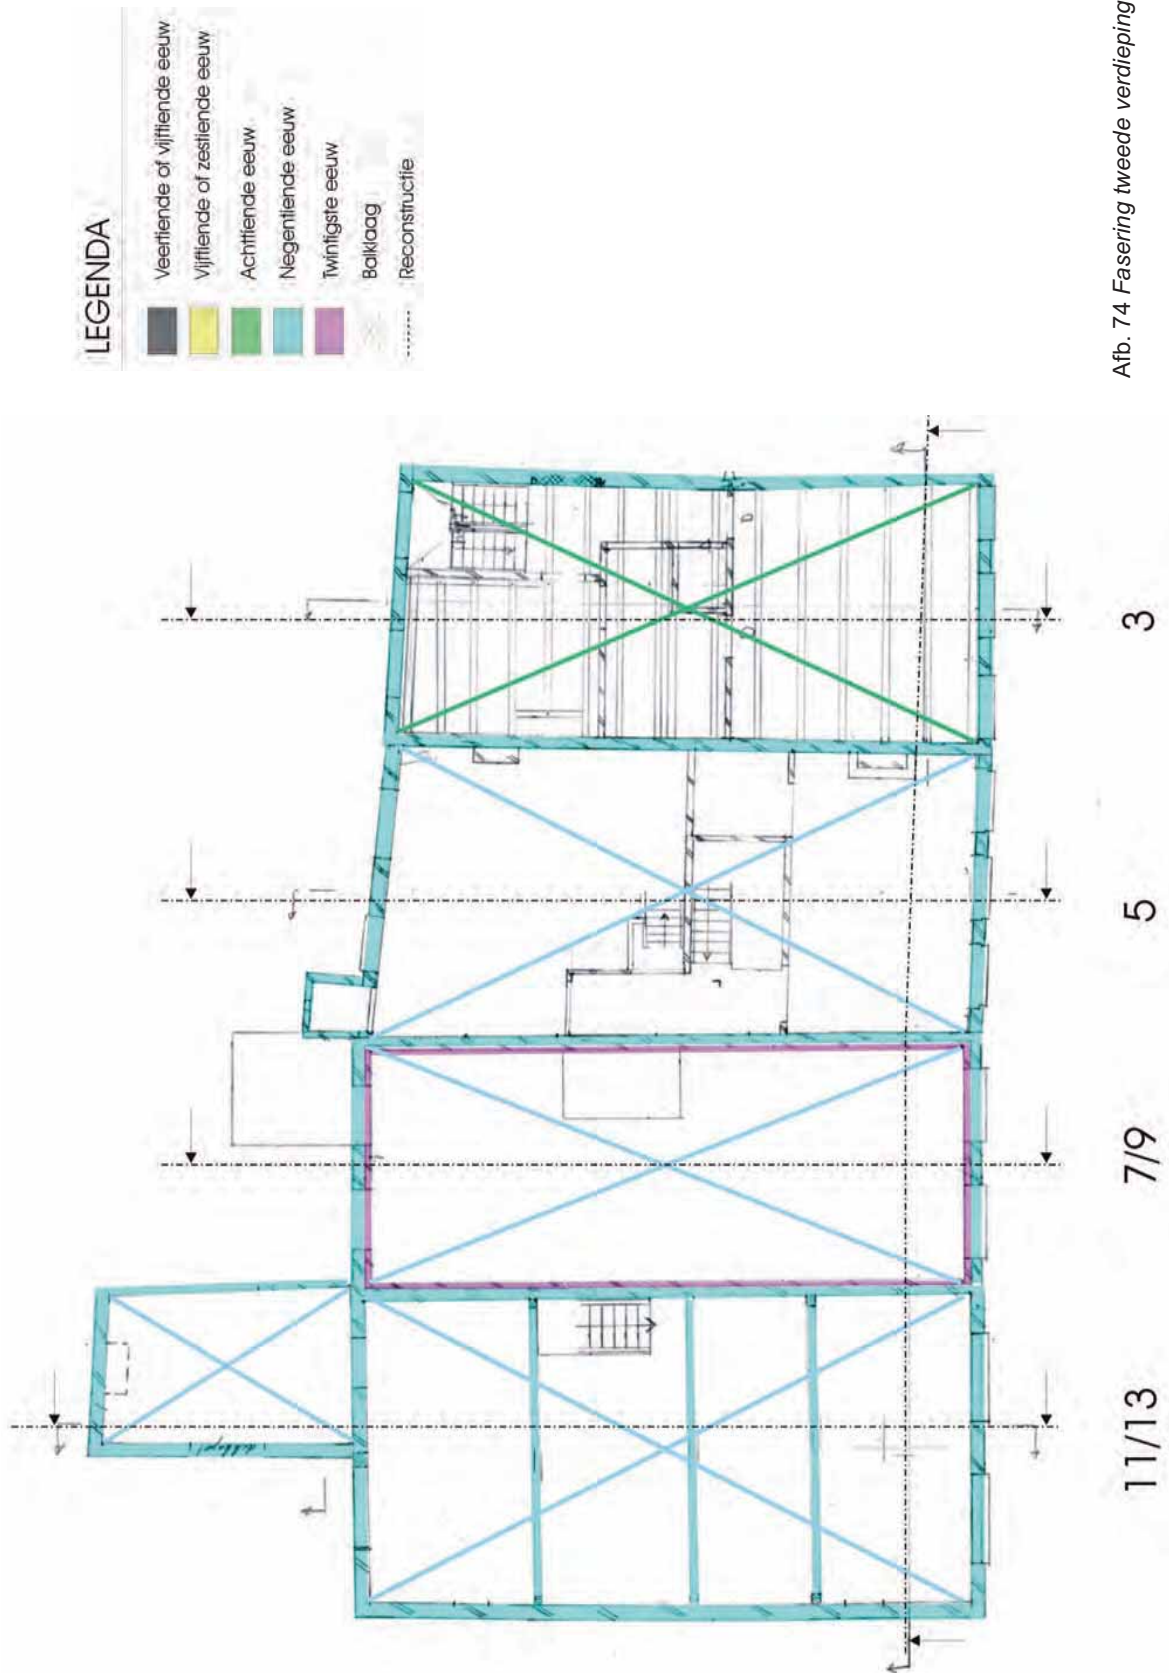 LEGENDA
Veertiende of vijftiende eeuw
Vijftiende of zestiende eeuw
Achttiende eeuw
Negentiende eeuw
Twintigste eeuw
Balklaag
Reconstructie
11/13
7/9
5
3
Afb. 74 Fasering tweede verdieping